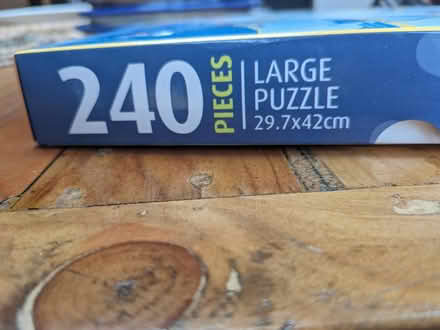 240
PIECES
LARGE
PUZZLE
29.7x42cm